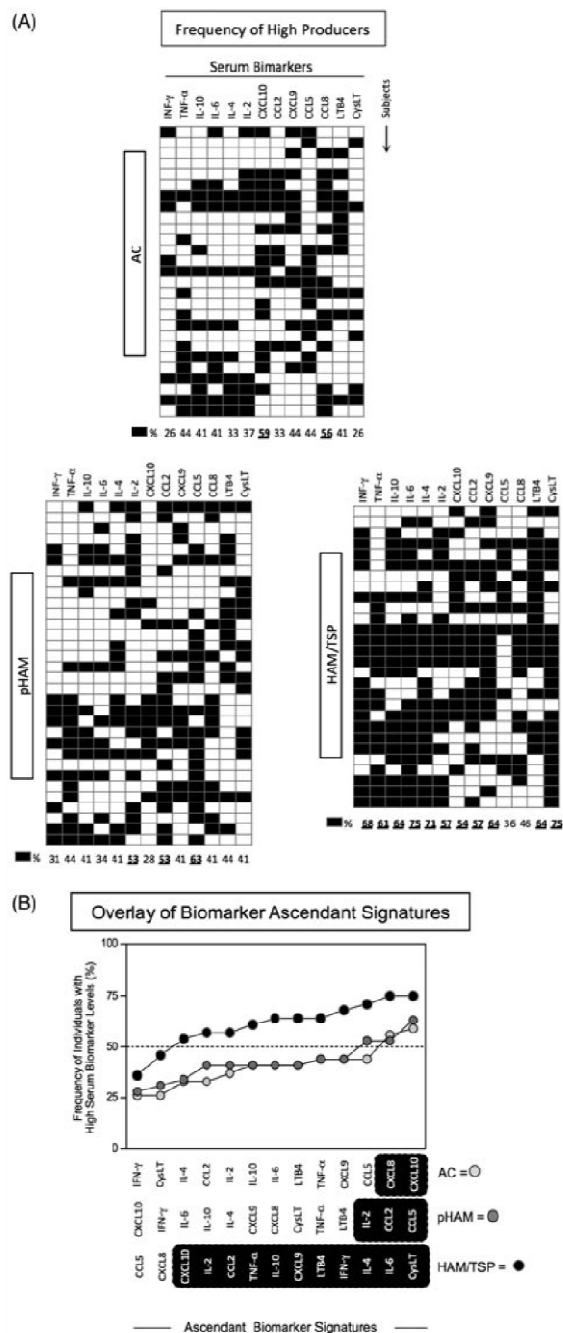 (A)
Frequency of High Producers
Serum Bimarkers
INF-γ TNF-α IL-10 IL-6 IL-4 IL-2 CXCL10 CCL2 CXCL9 CCL5 CCL8 LTB4 CysLT
Subjects
AC
% 26 44 41 41 33 37 59 33 44 44 56 41 26
INF-γ TNF-α IL-10 IL-6 IL-4 IL-2 CXCL10 CCL2 CXCL9 CCL5 CCL8 LTB4 CysLT
pHAM
% 31 44 41 34 41 53 28 53 41 63 41 44 41
INF-γ TNF-α IL-10 IL-6 IL-4 IL-2 CXCL10 CCL2 CXCL9 CCL5 CCL8 LTB4 CysLT
HAM/TSP
% 68 61 64 75 71 57 54 57 64 36 46 64 75
(B)
Overlay of Biomarker Ascendant Signatures
Frequency of Individuals with
High Serum Biomarker Levels (%)
100
75
50
25
0
IFN-γ CysLT IL-4 CCL2 IL-2 IL-10 IL-6 LTB4 TNF-α CXCL9 CCL5 CXCL8 CXCL10 AC =
CXCL10 IFN-γ IL-6 IL-10 IL-4 CXCL9 CXCL8 CysLT TNF-α LTB4 IL-2 CCL2 CCL5 pHAM =
CCL5 CXCL8 CXCL10 IL-2 CCL2 TNF-α IL-10 CXCL9 LTB4 IFN-γ IL-4 IL-6 CysLT HAM/TSP =
Ascendant Biomarker Signatures